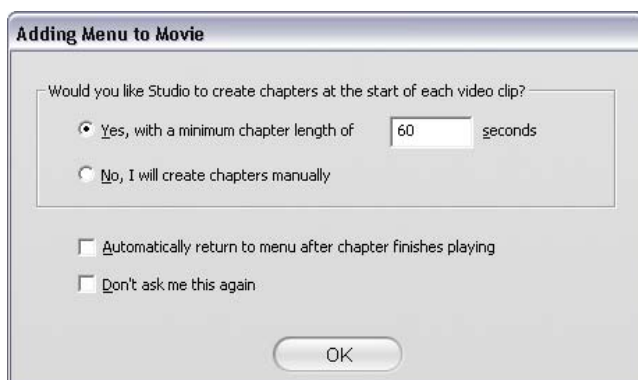 Adding Menu to Movie
Would you like Studio to create chapters at the start of each video clip?
Yes, with a minimum chapter length of 60 seconds
No, I will create chapters manually
Automatically return to menu after chapter finishes playing
Don't ask me this again
OK